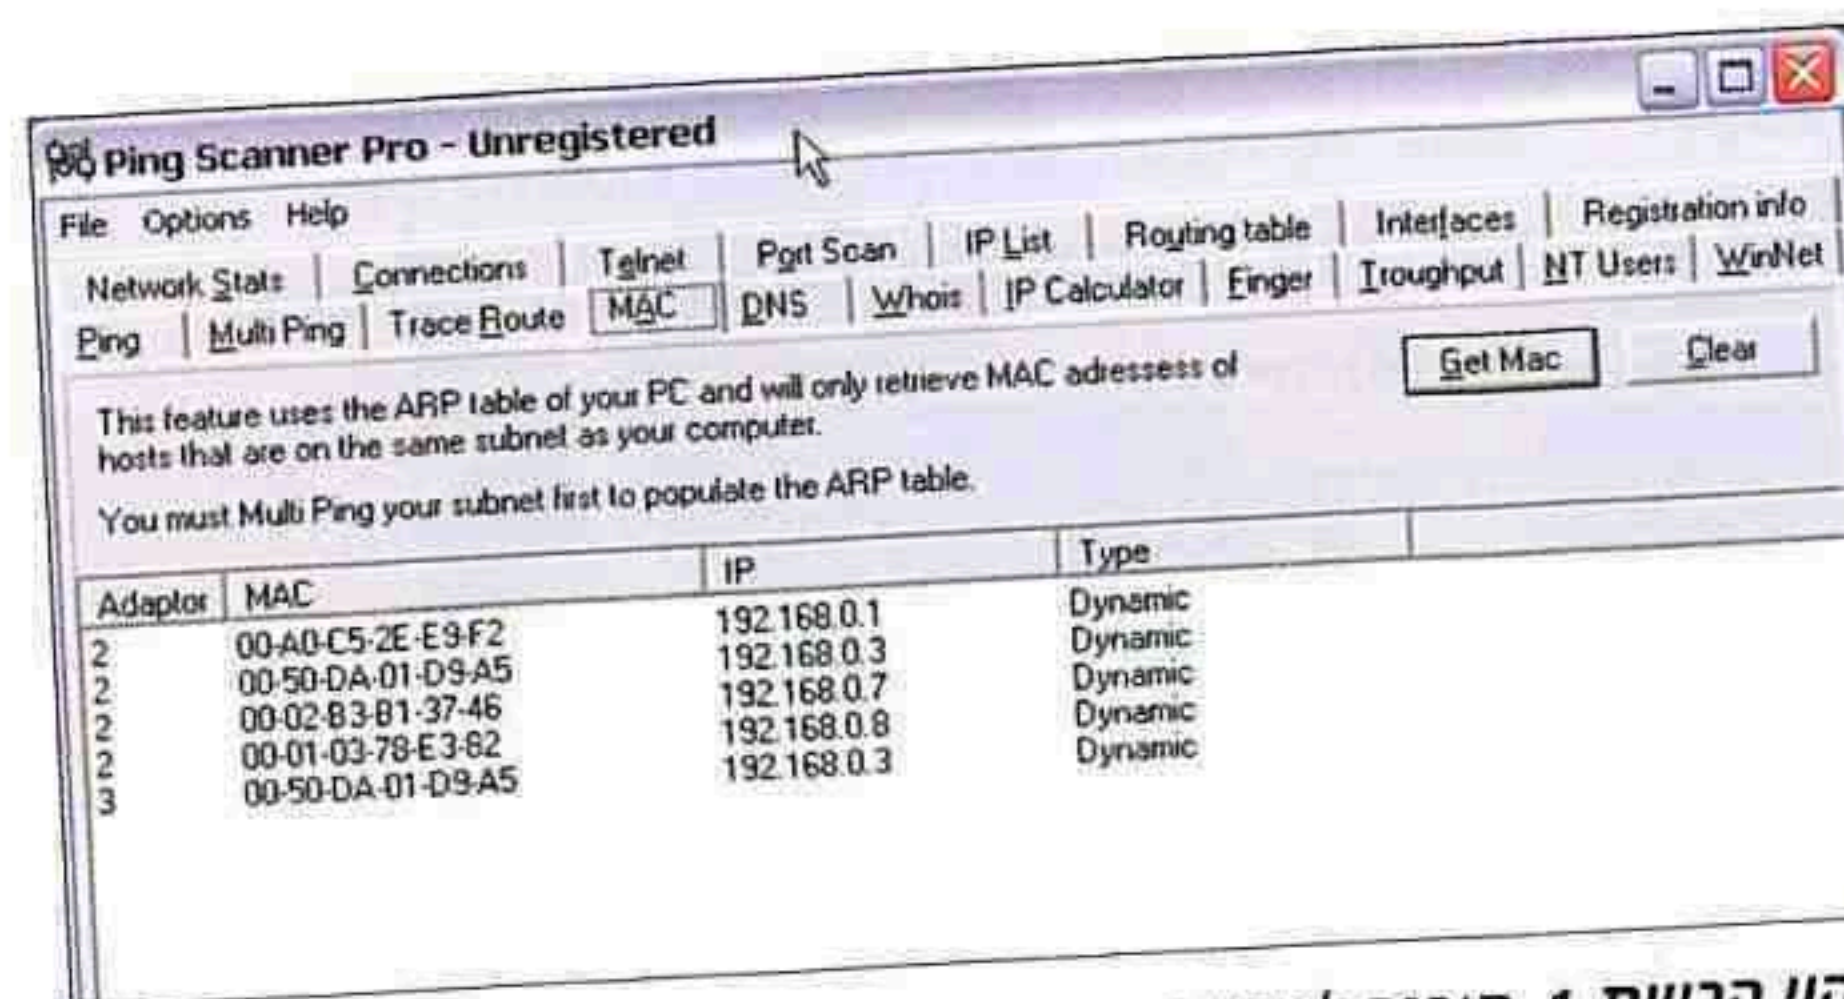 Ping Scanner Pro - Unregistered
File Options Help
Network Stats Connections Telnet Port Scan IP List Routing table Interfaces Registration info
Ping Multi Ping Trace Route MAC DNS Whois IP Calculator Finger Troughput NT Users WinNet
This feature uses the ARP table of your PC and will only retrieve MAC adressess of
hosts that are on the same subnet as your computer.
Get Mac Clear
You must Multi Ping your subnet first to populate the ARP table.
Adaptor MAC IP Type
2 00-A0-C5-2E-E9-F2 192.168.0.1 Dynamic
2 00-50-DA-01-D9-A5 192.168.0.3 Dynamic
2 00-02-B3-B1-37-46 192.168.0.7 Dynamic
2 00-01-03-78-E3-82 192.168.0.8 Dynamic
3 00-50-DA-01-D9-A5 192.168.0.3 Dynamic